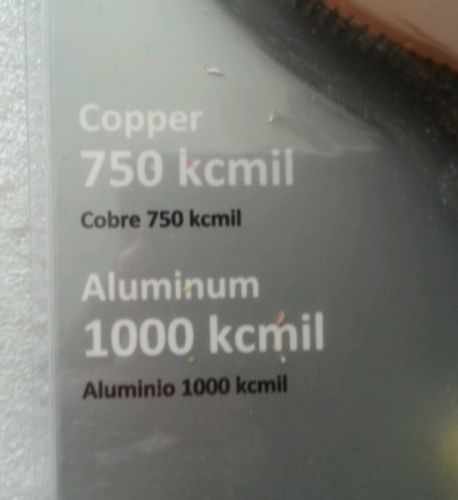 Copper
750 kcmil
Cobre 750 kcmil
Aluminum
1000 kcmil
Aluminio 1000 kcmil